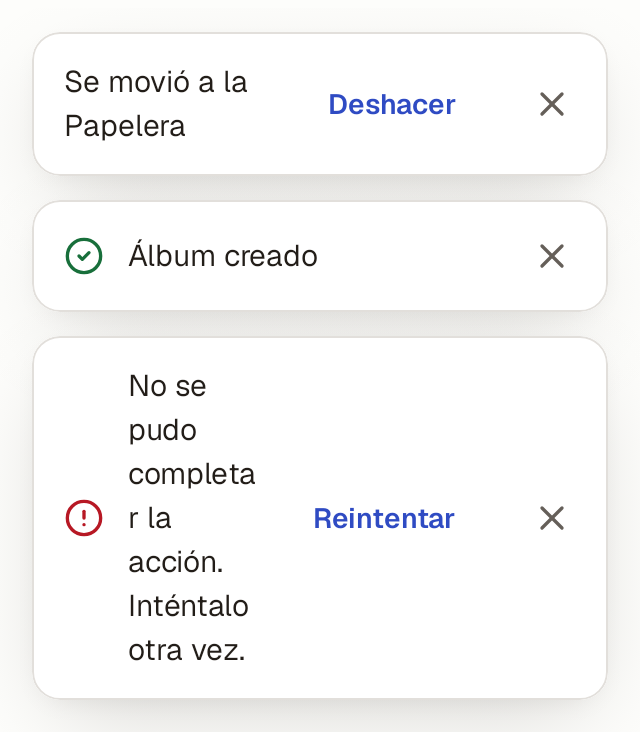 Se movió a la
Papelera
Deshacer
Álbum creado
No se
pudo
completa
r la
acción.
Inténtalo
otra vez.
Reintentar